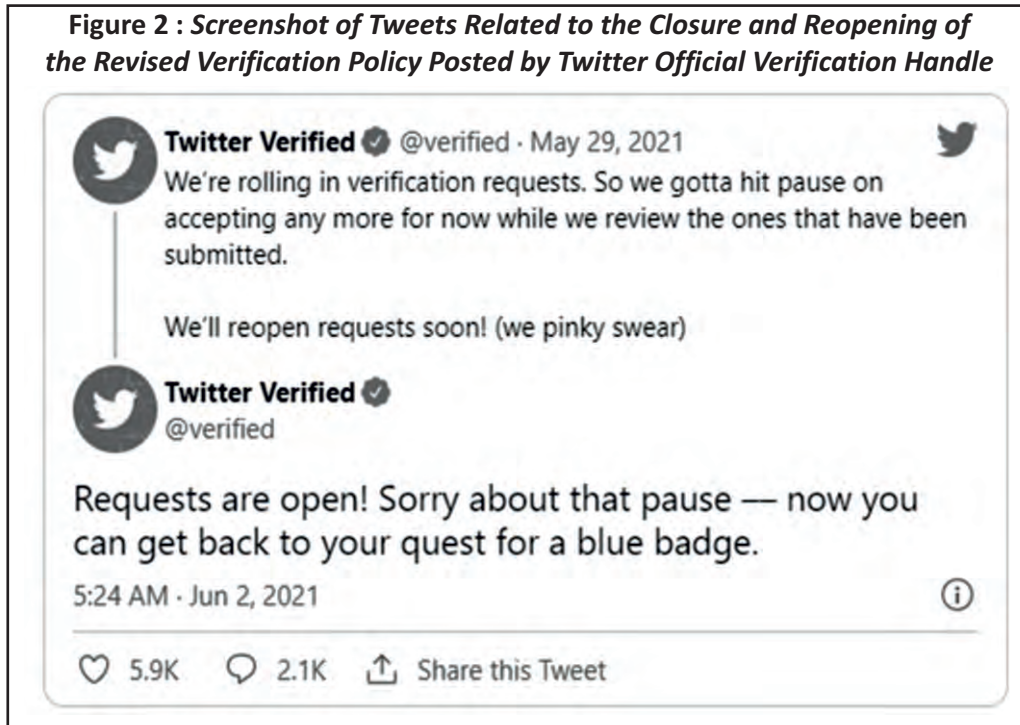 Figure 2 : Screenshot of Tweets Related to the Closure and Reopening of
the Revised Verification Policy Posted by Twitter Official Verification Handle
Twitter Verified @verified · May 29, 2021
We're rolling in verification requests. So we gotta hit pause on
accepting any more for now while we review the ones that have been
submitted.
We'll reopen requests soon! (we pinky swear)
Twitter Verified
@verified
Requests are open! Sorry about that pause — now you
can get back to your quest for a blue badge.
5:24 AM · Jun 2, 2021
5.9K 2.1K Share this Tweet